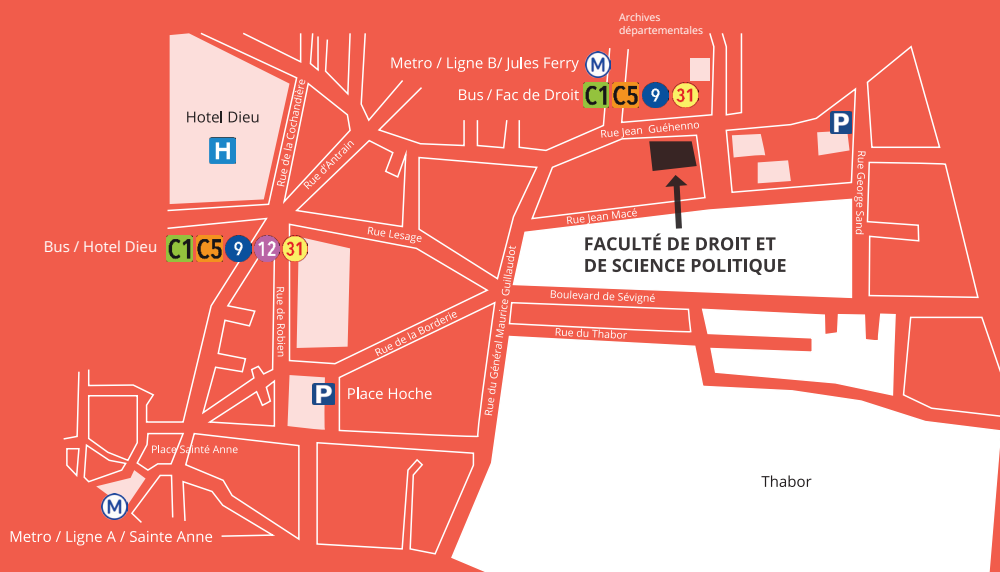 Archives
départementales
Metro / Ligne B/ Jules Ferry M
Bus / Fac de Droit C1 C5 9 31
Hotel Dieu
H
Rue de la Cochardière
Rue d'Antrain
Rue Jean Guéhenno
P
Rue George Sand
Rue Jean Macé
Rue Lesage
Bus / Hotel Dieu C1 C5 9 12 31
FACULTÉ DE DROIT ET
DE SCIENCE POLITIQUE
Rue du Général Maurice Guillaudot
Boulevard de Sévigné
Rue de Robien
Rue de la Borderie
Rue du Thabor
P Place Hoche
Place Sainté Anne
Thabor
M
Metro / Ligne A / Sainte Anne